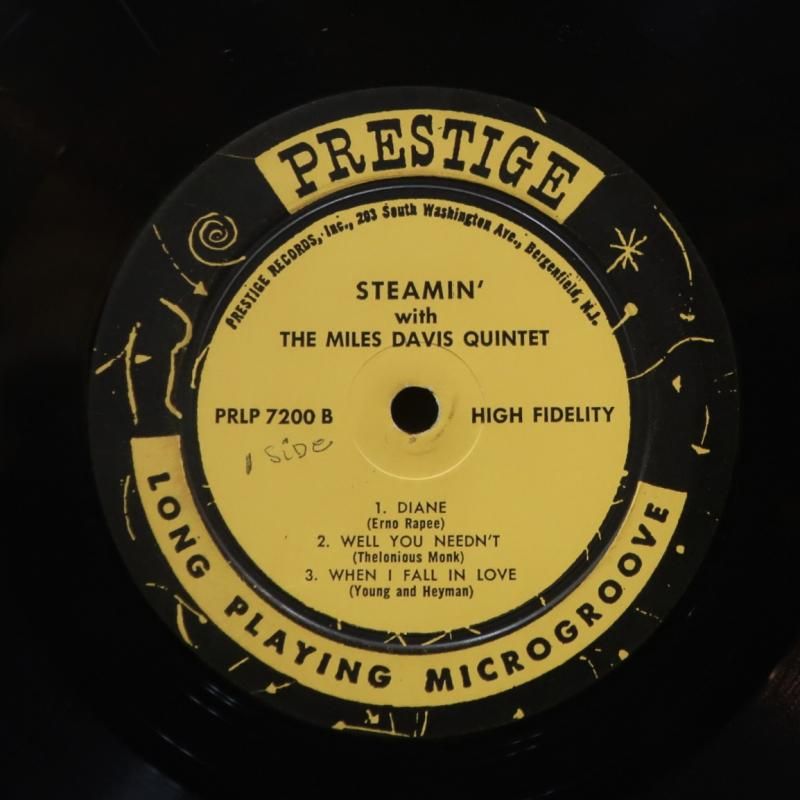 PRESTIGE
PRESTIGE RECORDS, Inc., 203 South Washington Ave., Bergenfield, N.J.
STEAMIN'
with
THE MILES DAVIS QUINTET
PRLP 7200 B HIGH FIDELITY
1 SiDe
1. DIANE
(Erno Rapee)
2. WELL YOU NEEDN'T
(Thelonious Monk)
3. WHEN I FALL IN LOVE
(Young and Heyman)
LONG PLAYING MICROGROOVE